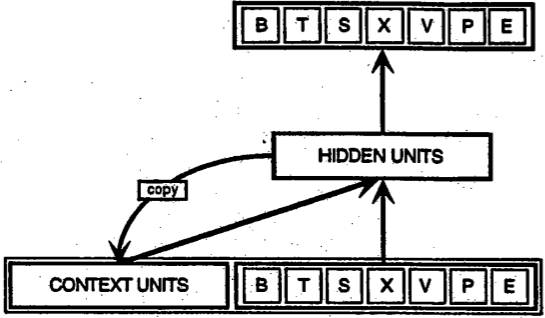 B T S X V P E
HIDDEN UNITS
copy
CONTEXT UNITS B T S X V P E